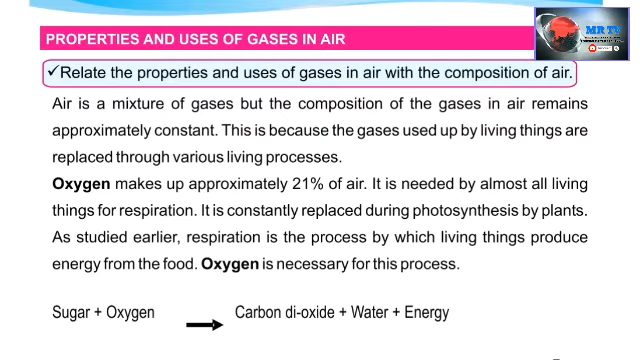 PROPERTIES AND USES OF GASES IN AIR
MR TJ
✓Relate the properties and uses of gases in air with the composition of air.
Air is a mixture of gases but the composition of the gases in air remains
approximately constant. This is because the gases used up by living things are
replaced through various living processes.
Oxygen makes up approximately 21% of air. It is needed by almost all living
things for respiration. It is constantly replaced during photosynthesis by plants.
As studied earlier, respiration is the process by which living things produce
energy from the food. Oxygen is necessary for this process.
Sugar + Oxygen → Carbon di-oxide + Water + Energy